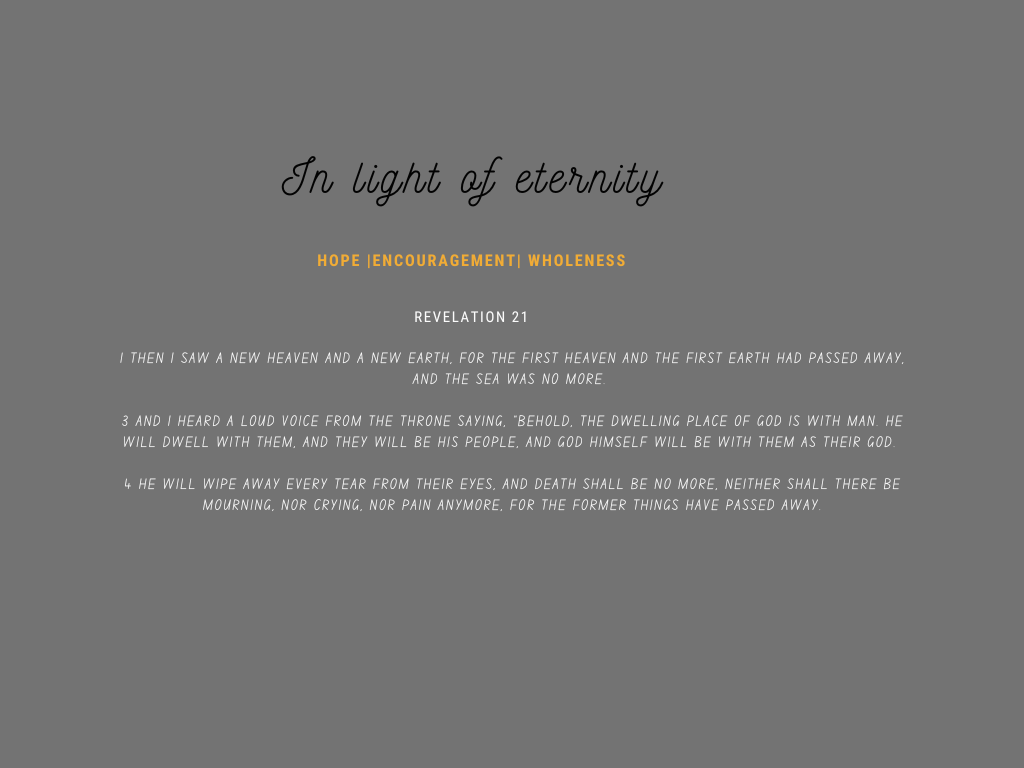 In light of eternity
HOPE |ENCOURAGEMENT| WHOLENESS
REVELATION 21
1 THEN I SAW A NEW HEAVEN AND A NEW EARTH, FOR THE FIRST HEAVEN AND THE FIRST EARTH HAD PASSED AWAY,
AND THE SEA WAS NO MORE.
3 AND I HEARD A LOUD VOICE FROM THE THRONE SAYING, "BEHOLD, THE DWELLING PLACE OF GOD IS WITH MAN. HE
WILL DWELL WITH THEM, AND THEY WILL BE HIS PEOPLE, AND GOD HIMSELF WILL BE WITH THEM AS THEIR GOD.
4 HE WILL WIPE AWAY EVERY TEAR FROM THEIR EYES, AND DEATH SHALL BE NO MORE, NEITHER SHALL THERE BE
MOURNING, NOR CRYING, NOR PAIN ANYMORE, FOR THE FORMER THINGS HAVE PASSED AWAY.